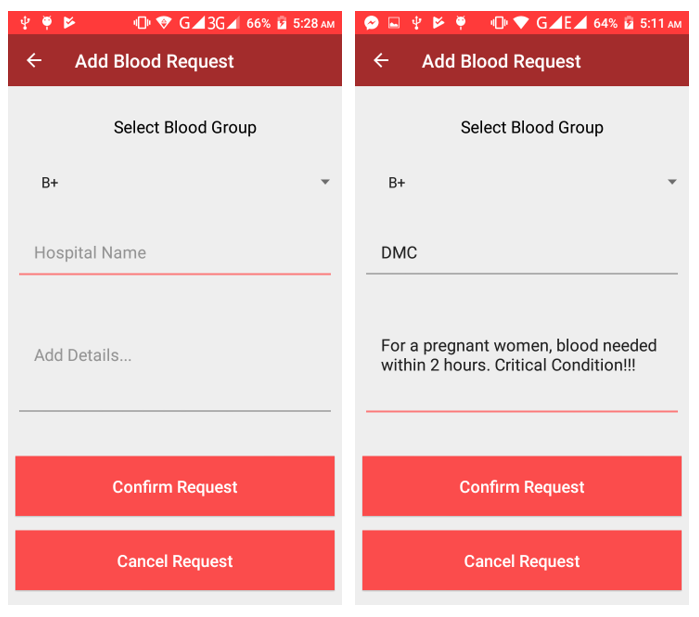 G 3G 66% 5:28 AM
Add Blood Request
Select Blood Group
B+
Hospital Name
Add Details...
Confirm Request
Cancel Request
G E 64% 5:11 AM
Add Blood Request
Select Blood Group
B+
DMC
For a pregnant women, blood needed
within 2 hours. Critical Condition!!!
Confirm Request
Cancel Request